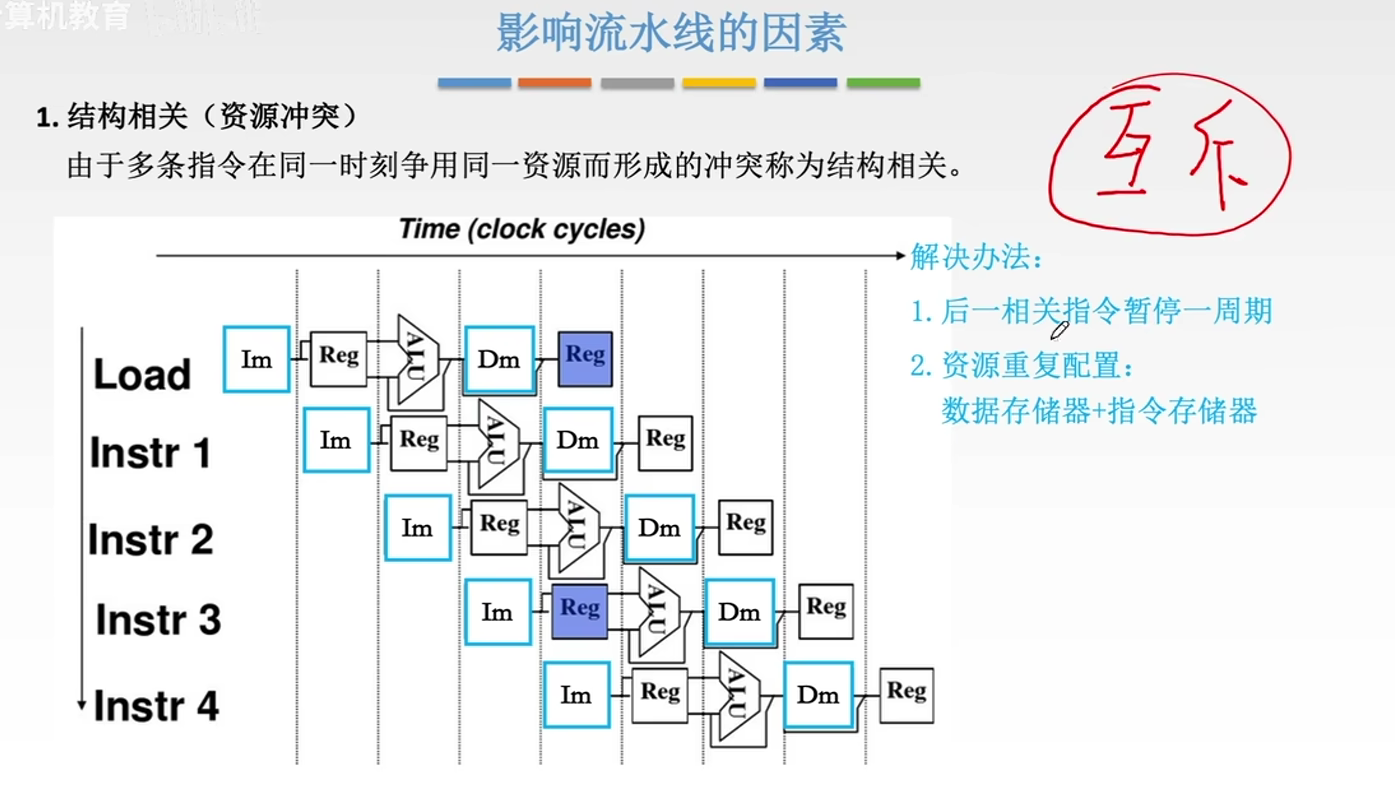 算机教育
影响流水线的因素
1. 结构相关（资源冲突）
由于多条指令在同一时刻争用同一资源而形成的冲突称为结构相关。
互斥
Time (clock cycles)
解决办法：
1. 后一相关指令暂停一周期
2. 资源重复配置：
数据存储器+指令存储器
Load Im Reg ALU Dm Reg
Instr 1 Im Reg ALU Dm Reg
Instr 2 Im Reg ALU Dm Reg
Instr 3 Im Reg ALU Dm Reg
Instr 4 Im Reg ALU Dm Reg